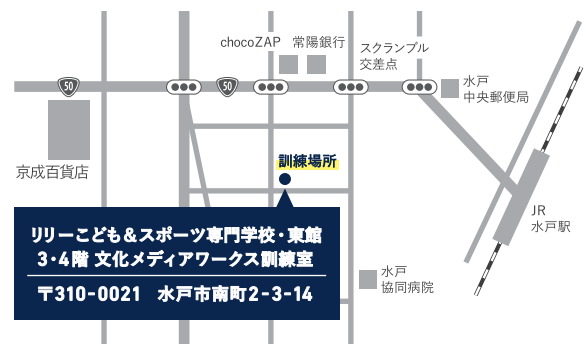 chocoZAP
常陽銀行
スクランブル
交差点
50
50
水戸
中央郵便局
京成百貨店
訓練場所
JR
水戸駅
リリーこども&スポーツ専門学校・東館
3・4階 文化メディアワークス訓練室
〒310-0021 水戸市南町2-3-14
水戸
協同病院